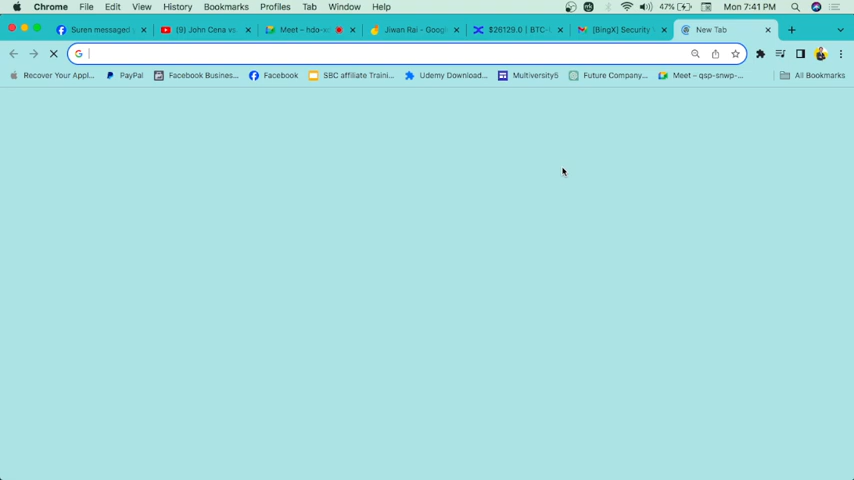 Chrome File Edit View History Bookmarks Profiles Tab Window Help 47% Mon 7:41 PM
Suren messaged (9) John Cena vs Meet – hdo-x Jiwan Rai - Googl $26129.0 | BTC- [BingX] Security New Tab
Recover Your Appl... PayPal Facebook Busines... Facebook SBC affiliate Traini... Udemy Download... Multiversity5 Future Company... Meet – qsp-snwp-... All Bookmarks